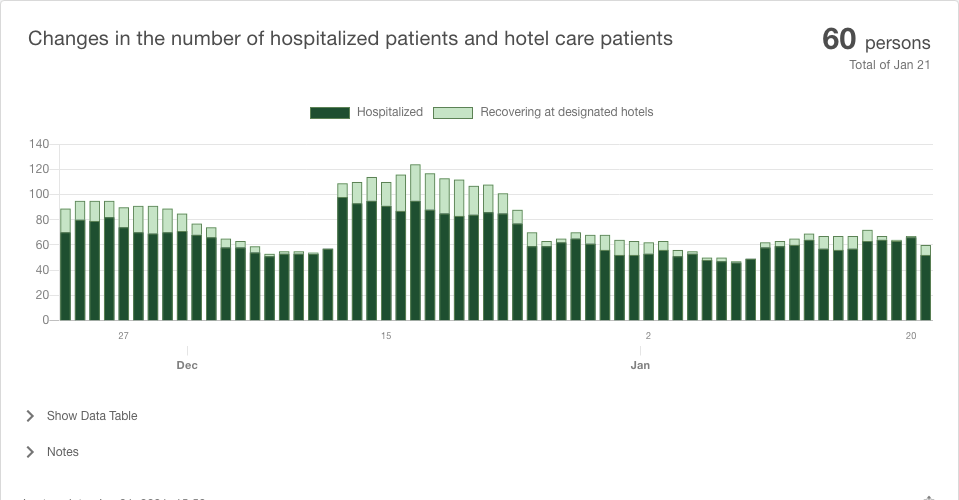 Changes in the number of hospitalized patients and hotel care patients
60 persons
Total of Jan 21
Hospitalized Recovering at designated hotels
140
120
100
80
60
40
20
0
27 15 2 20
Dec Jan
Show Data Table
Notes